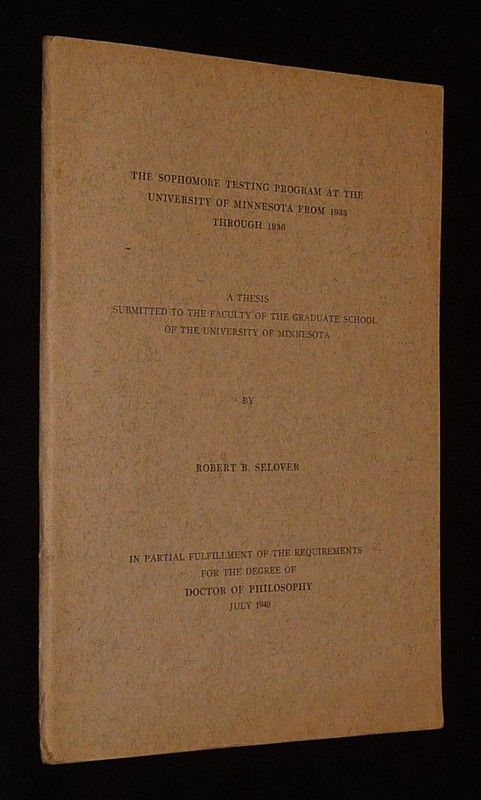 THE SOPHOMORE TESTING PROGRAM AT THE
UNIVERSITY OF MINNESOTA FROM 1933
THROUGH 1936
A THESIS
SUBMITTED TO THE FACULTY OF THE GRADUATE SCHOOL
OF THE UNIVERSITY OF MINNESOTA
BY
ROBERT B. SELOVER
IN PARTIAL FULFILLMENT OF THE REQUIREMENTS
FOR THE DEGREE OF
DOCTOR OF PHILOSOPHY
JULY 1940